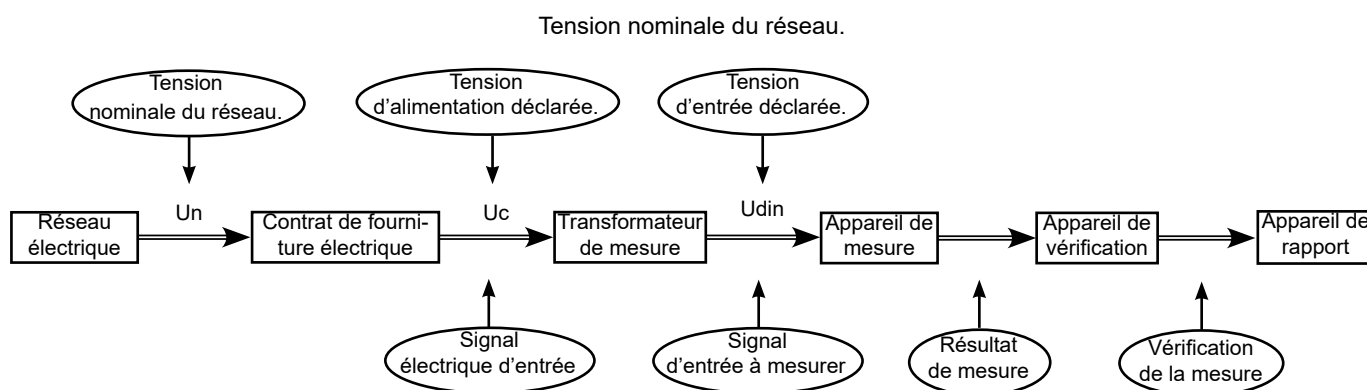 Tension nominale du réseau.
Tension
nominale du réseau.
Tension
d’alimentation déclarée.
Tension
d’entrée déclarée.
Un
Uc
Udin
Réseau
électrique
Contrat de fourni-
ture électrique
Transformateur
de mesure
Appareil de
mesure
Appareil de
vérification
Appareil de
rapport
Signal
électrique d’entrée
Signal
d’entrée à mesurer
Résultat
de mesure
Vérification
de la mesure